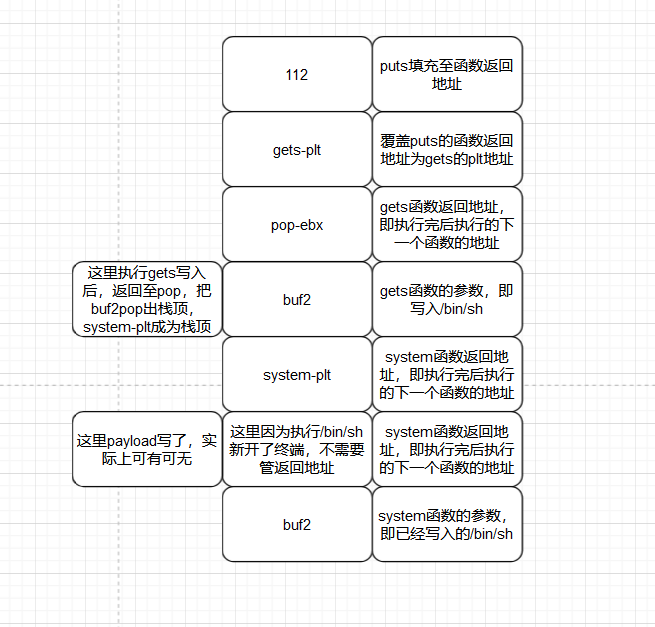 112
puts填充至函数返回
地址
gets-plt
覆盖puts的函数返回
地址为gets的plt地址
pop-ebx
gets函数返回地址，
即执行完后执行的下
一个函数的地址
这里执行gets写入
后，返回至pop，把
buf2pop出栈顶，
system-plt成为栈顶
buf2
gets函数的参数，即
写入/bin/sh
system-plt
system函数返回地
址，即执行完后执行
的下一个函数的地址
这里payload写了，实
际上可有可无
这里因为执行/bin/sh
新开了终端，不需要
管返回地址
system函数返回地
址，即执行完后执行
的下一个函数的地址
buf2
system函数的参数，
即已经写入的/bin/sh